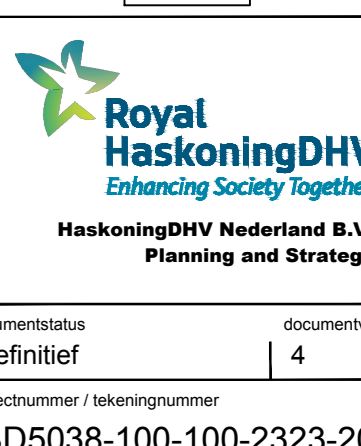 Royal
HaskoningDHV
Enhancing Society Together
HaskoningDHV Nederland B.V
Planning and Strateg
umentstatus documentv
efinitief 4
ectnummer / tekeningnummer
D5038-100-100-2323-20